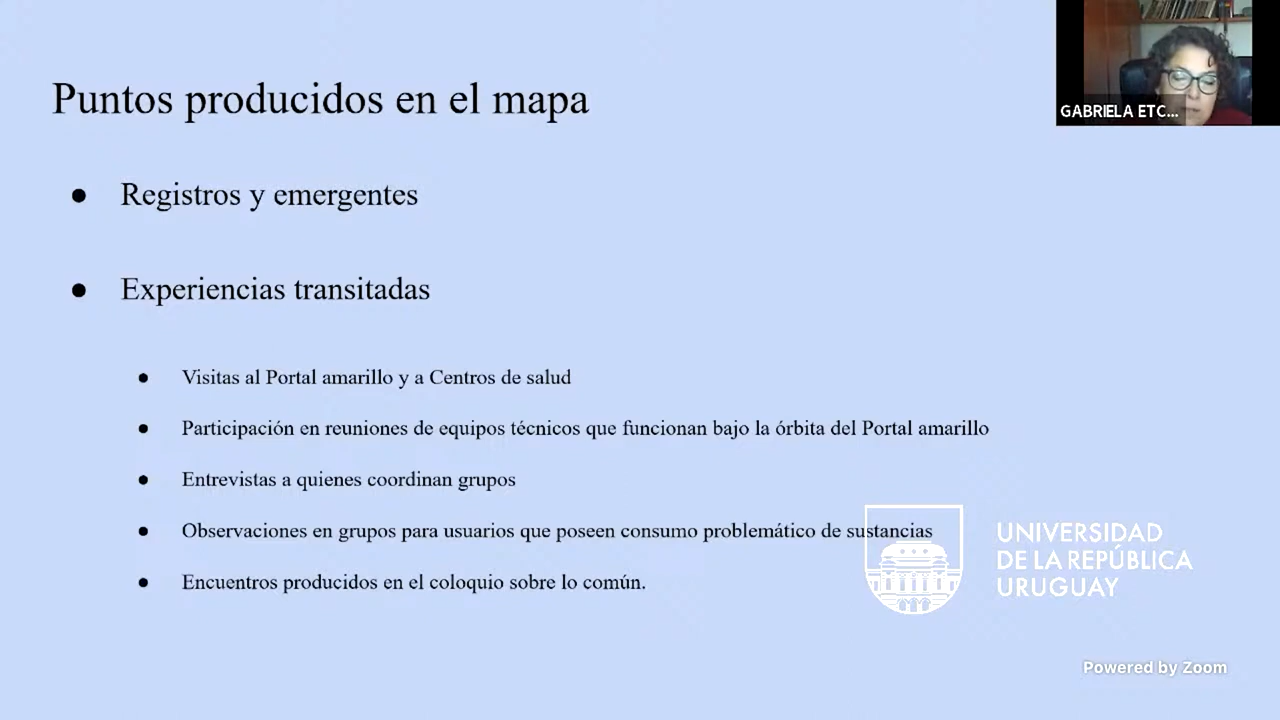 Puntos producidos en el mapa
GABRIELA ETC...
● Registros y emergentes
● Experiencias transitadas
● Visitas al Portal amarillo y a Centros de salud
● Participación en reuniones de equipos técnicos que funcionan bajo la órbita del Portal amarillo
● Entrevistas a quienes coordinan grupos
● Observaciones en grupos para usuarios que poseen consumo problemático de sustancias
● Encuentros producidos en el coloquio sobre lo común.
UNIVERSIDAD
DE LA REPÚBLICA
URUGUAY
Powered by Zoom